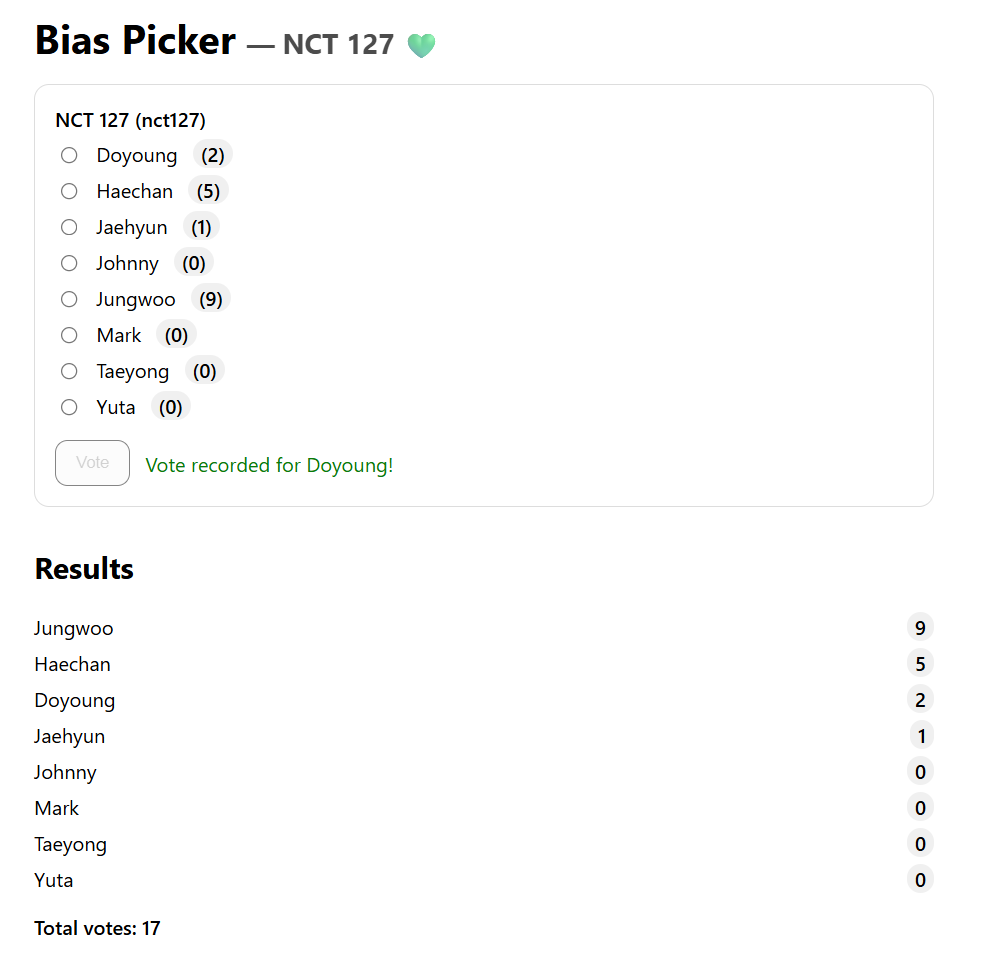 Bias Picker — NCT 127 💚
NCT 127 (nct127)
Doyoung (2)
Haechan (5)
Jaehyun (1)
Johnny (0)
Jungwoo (9)
Mark (0)
Taeyong (0)
Yuta (0)
Vote Vote recorded for Doyoung!
Results
Jungwoo 9
Haechan 5
Doyoung 2
Jaehyun 1
Johnny 0
Mark 0
Taeyong 0
Yuta 0
Total votes: 17